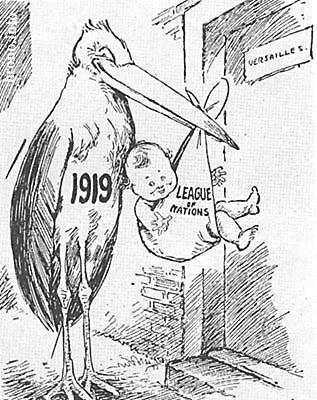 VERSAILLES.
1919
LEAGUE
OF
NATIONS